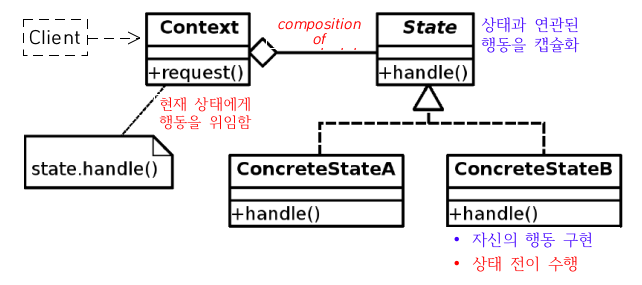 Client
Context
+request()
composition
of
State
+handle()
상태과 연관된
행동을 캡슐화
현재 상태에게
행동을 위임함
state.handle()
ConcreteStateA
+handle()
ConcreteStateB
+handle()
• 자신의 행동 구현
• 상태 전이 수행